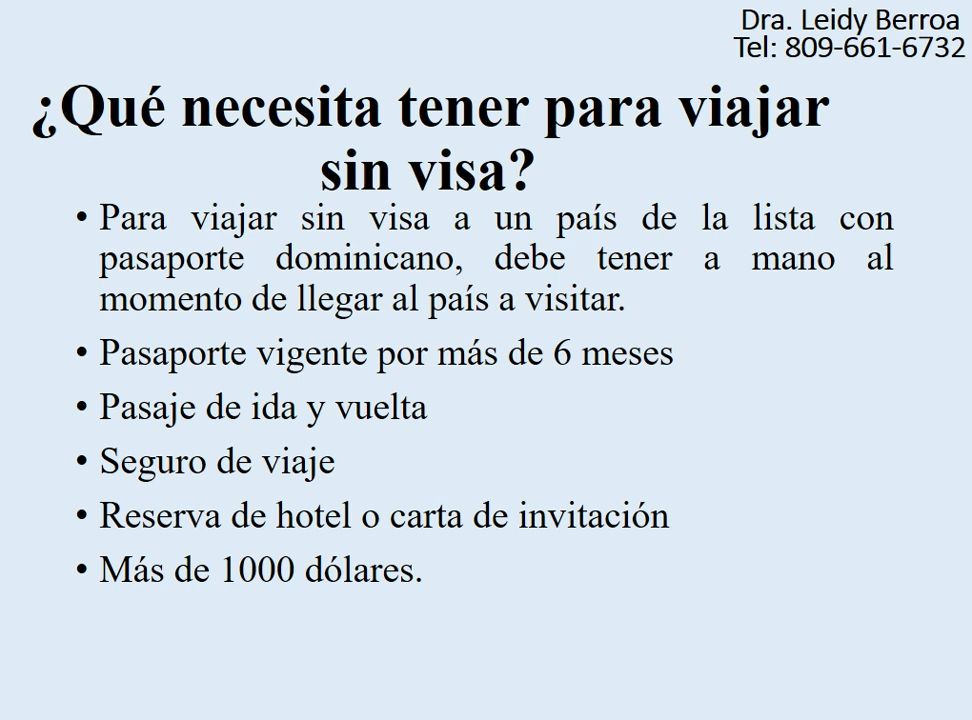 Dra. Leidy Berroa
Tel: 809-661-6732
¿Qué necesita tener para viajar
sin visa?
• Para viajar sin visa a un país de la lista con
pasaporte dominicano, debe tener a mano al
momento de llegar al país a visitar.
• Pasaporte vigente por más de 6 meses
• Pasaje de ida y vuelta
• Seguro de viaje
• Reserva de hotel o carta de invitación
• Más de 1000 dólares.